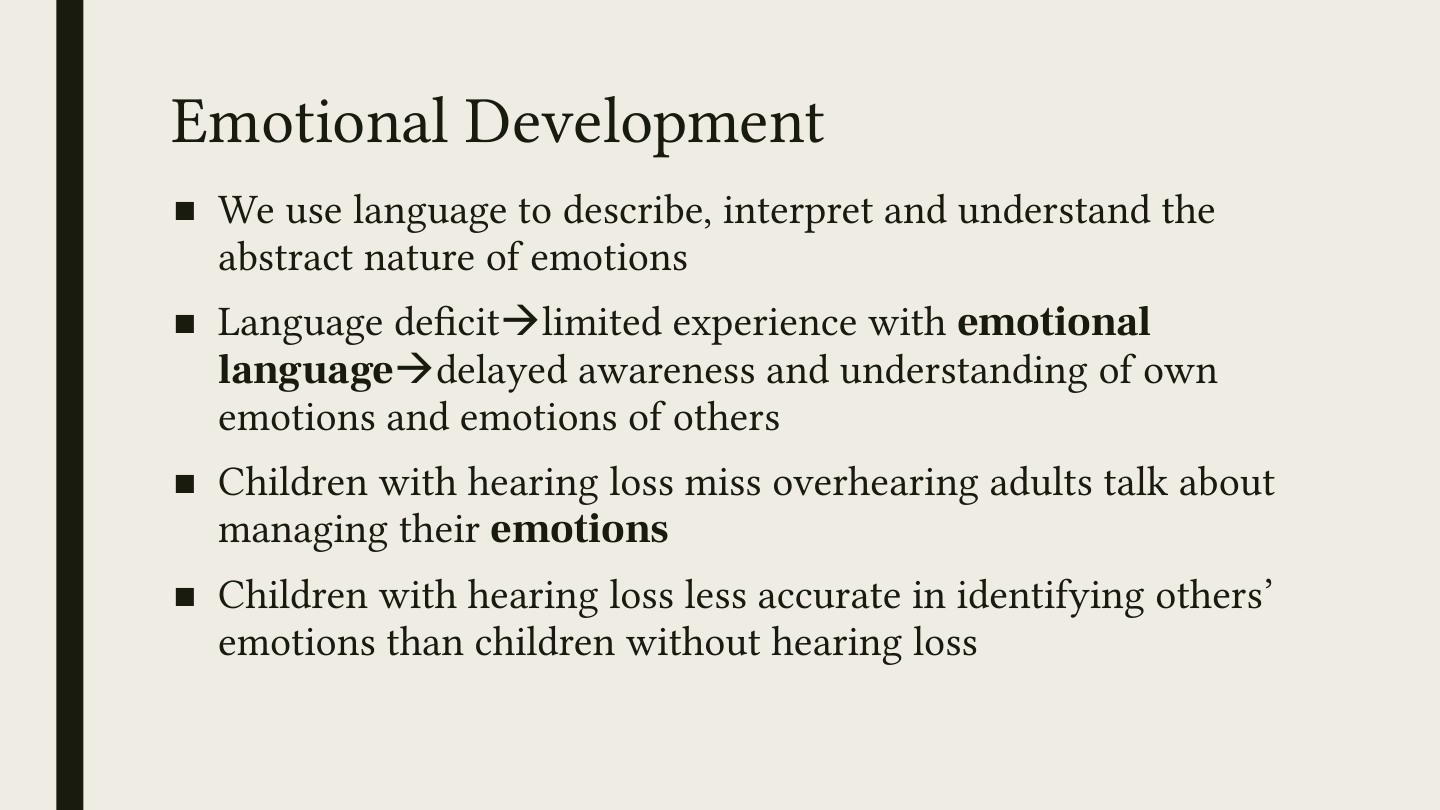 Emotional Development
■ We use language to describe, interpret and understand the
abstract nature of emotions
■ Language deficit→limited experience with emotional
language→delayed awareness and understanding of own
emotions and emotions of others
■ Children with hearing loss miss overhearing adults talk about
managing their emotions
■ Children with hearing loss less accurate in identifying others’
emotions than children without hearing loss